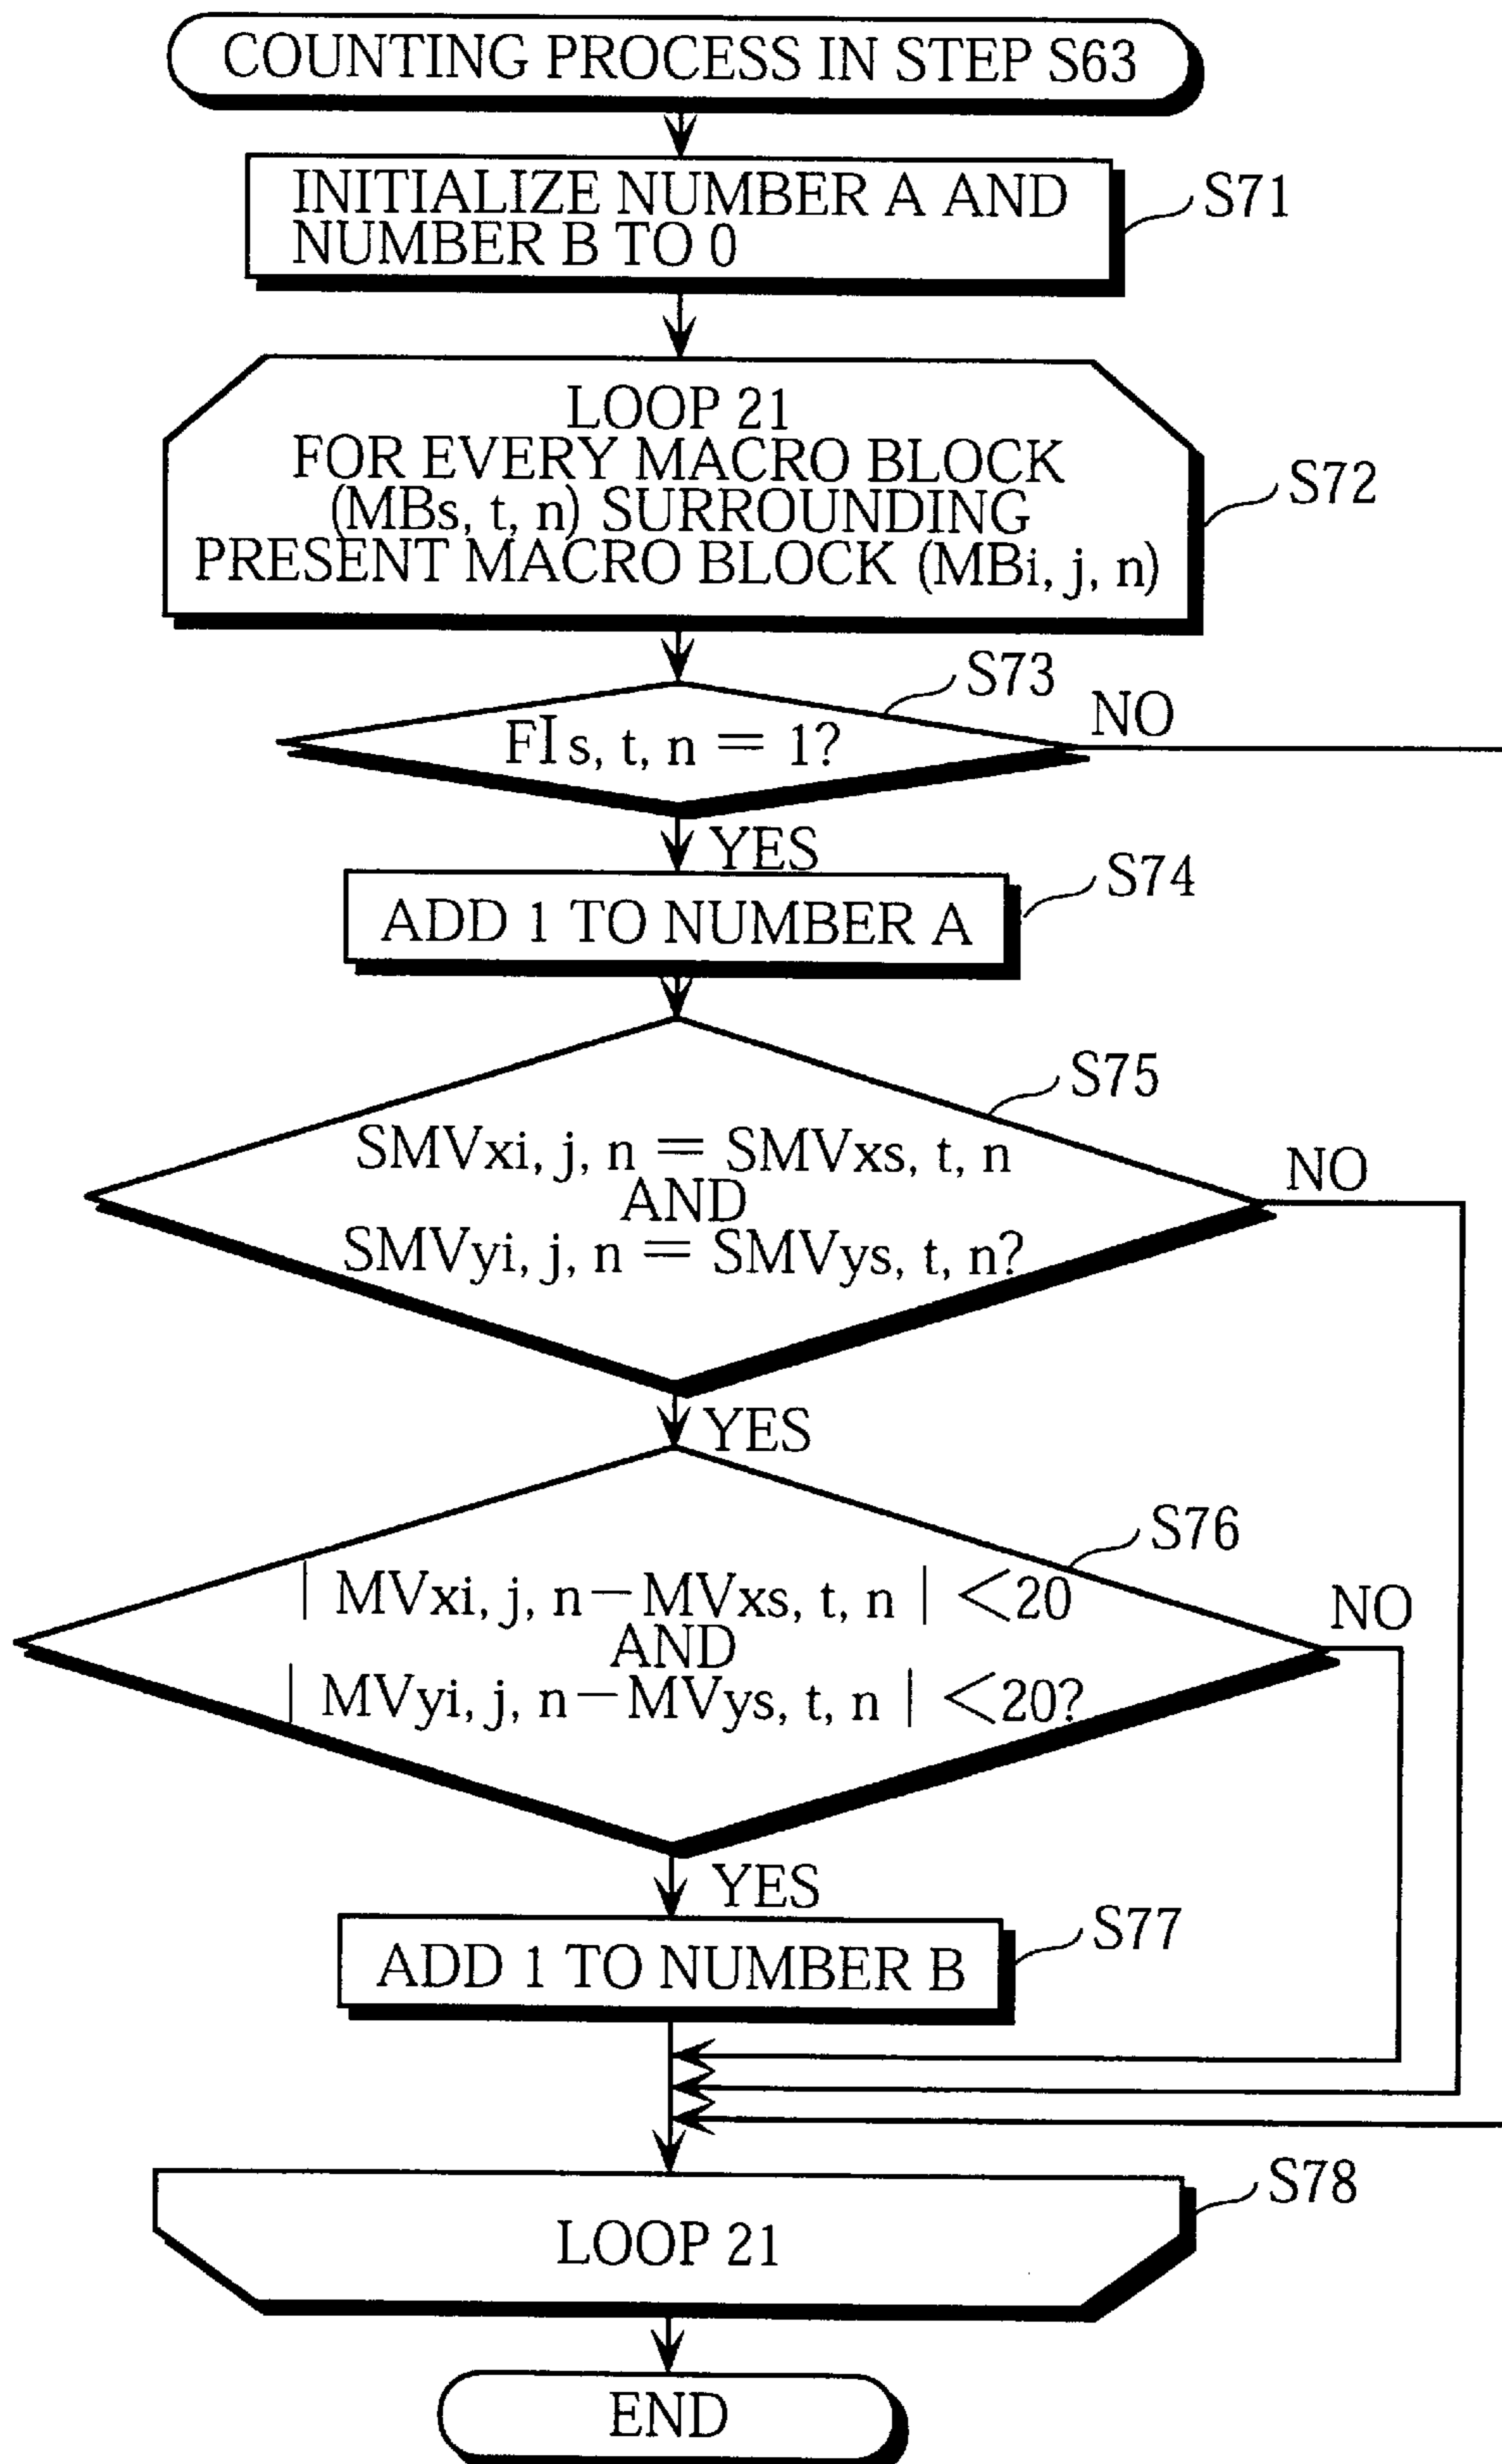 COUNTING PROCESS IN STEP S63
INITIALIZE NUMBER A AND
NUMBER B TO 0
S71
LOOP 21
FOR EVERY MACRO BLOCK
(MBs, t, n) SURROUNDING
PRESENT MACRO BLOCK (MBi, j, n)
S72
S73
FIs, t, n = 1?
NO
YES
S74
ADD 1 TO NUMBER A
S75
SMVxi, j, n = SMVxs, t, n
AND
SMVyi, j, n = SMVys, t, n?
NO
YES
S76
| MVxi, j, n－MVxs, t, n | <20
AND
| MVyi, j, n－MVys, t, n | <20?
NO
YES
S77
ADD 1 TO NUMBER B
S78
LOOP 21
END